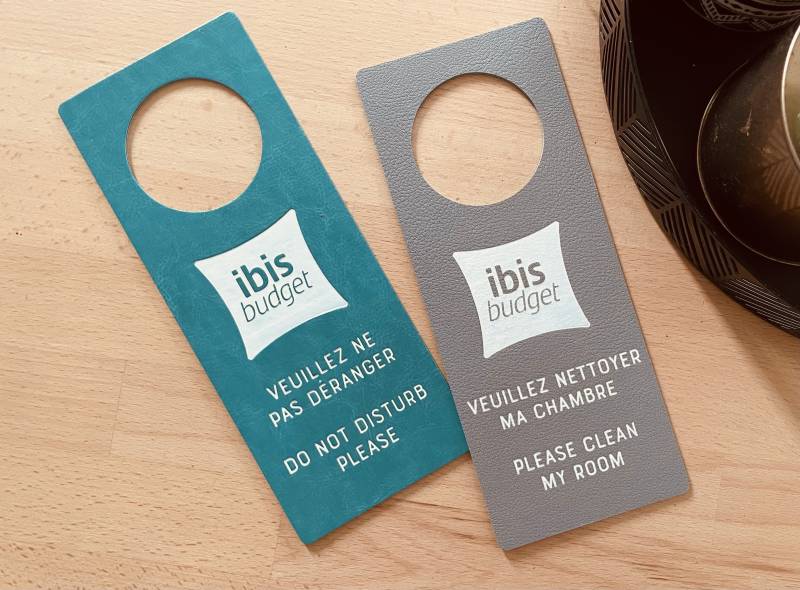 ibis
budget
VEUILLEZ NE
PAS DÉRANGER
DO NOT DISTURB
PLEASE
ibis
budget
VEUILLEZ NETTOYER
MA CHAMBRE
PLEASE CLEAN
MY ROOM